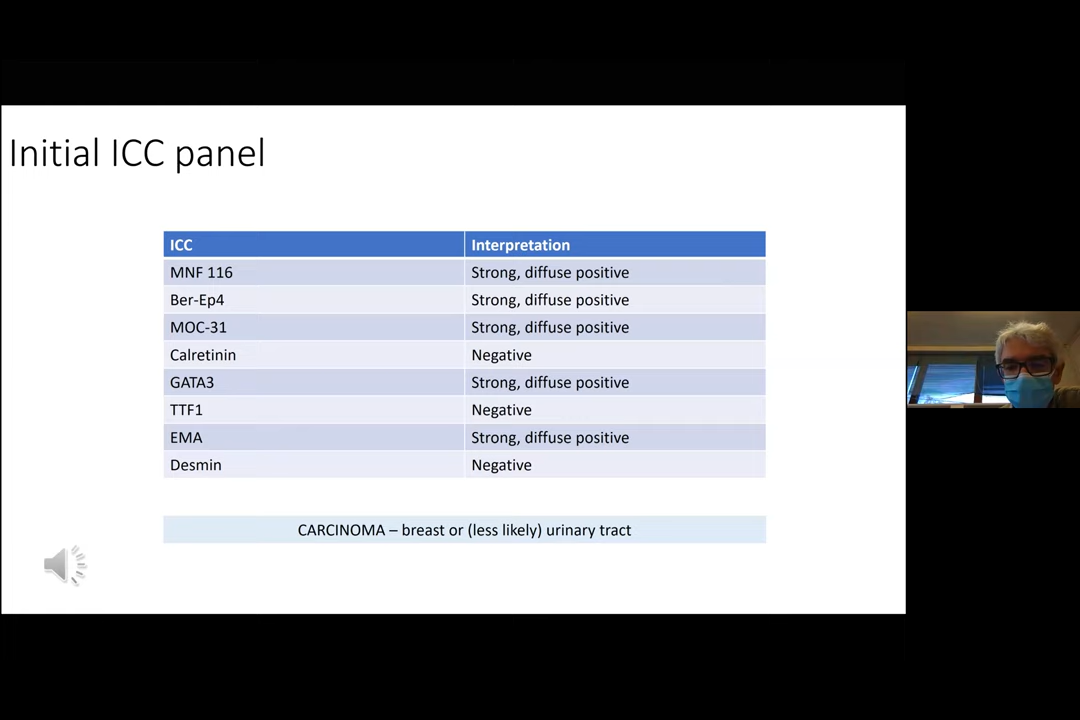 Initial ICC panel
ICC Interpretation
MNF 116 Strong, diffuse positive
Ber-Ep4 Strong, diffuse positive
MOC-31 Strong, diffuse positive
Calretinin Negative
GATA3 Strong, diffuse positive
TTF1 Negative
EMA Strong, diffuse positive
Desmin Negative
CARCINOMA – breast or (less likely) urinary tract